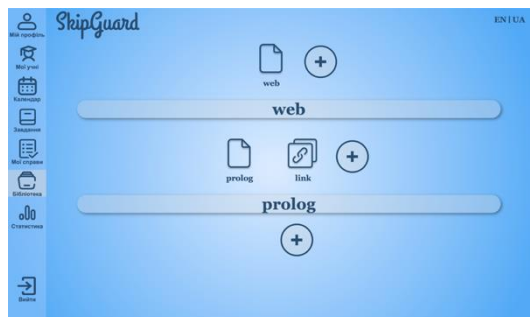 SkipGuard
EN | UA
Мій профіль
Мої учні
Календар
Завдання
Мої справи
Бібліотека
Статистика
Вийти
web
web
prolog
link
prolog